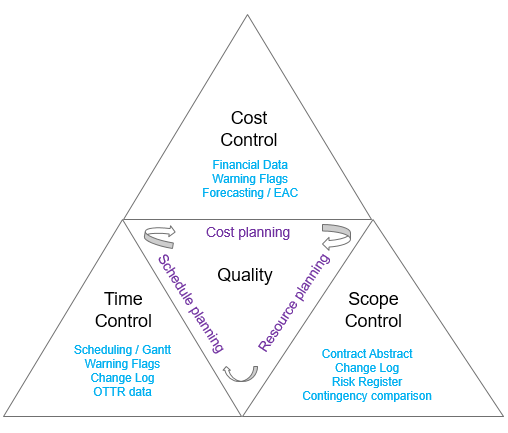 Cost
Control
Financial Data
Warning Flags
Forecasting / EAC
Cost planning
Schedule planning
Quality
Resource planning
Time
Control
Scheduling / Gantt
Warning Flags
Change Log
OTTR data
Scope
Control
Contract Abstract
Change Log
Risk Register
Contingency comparison